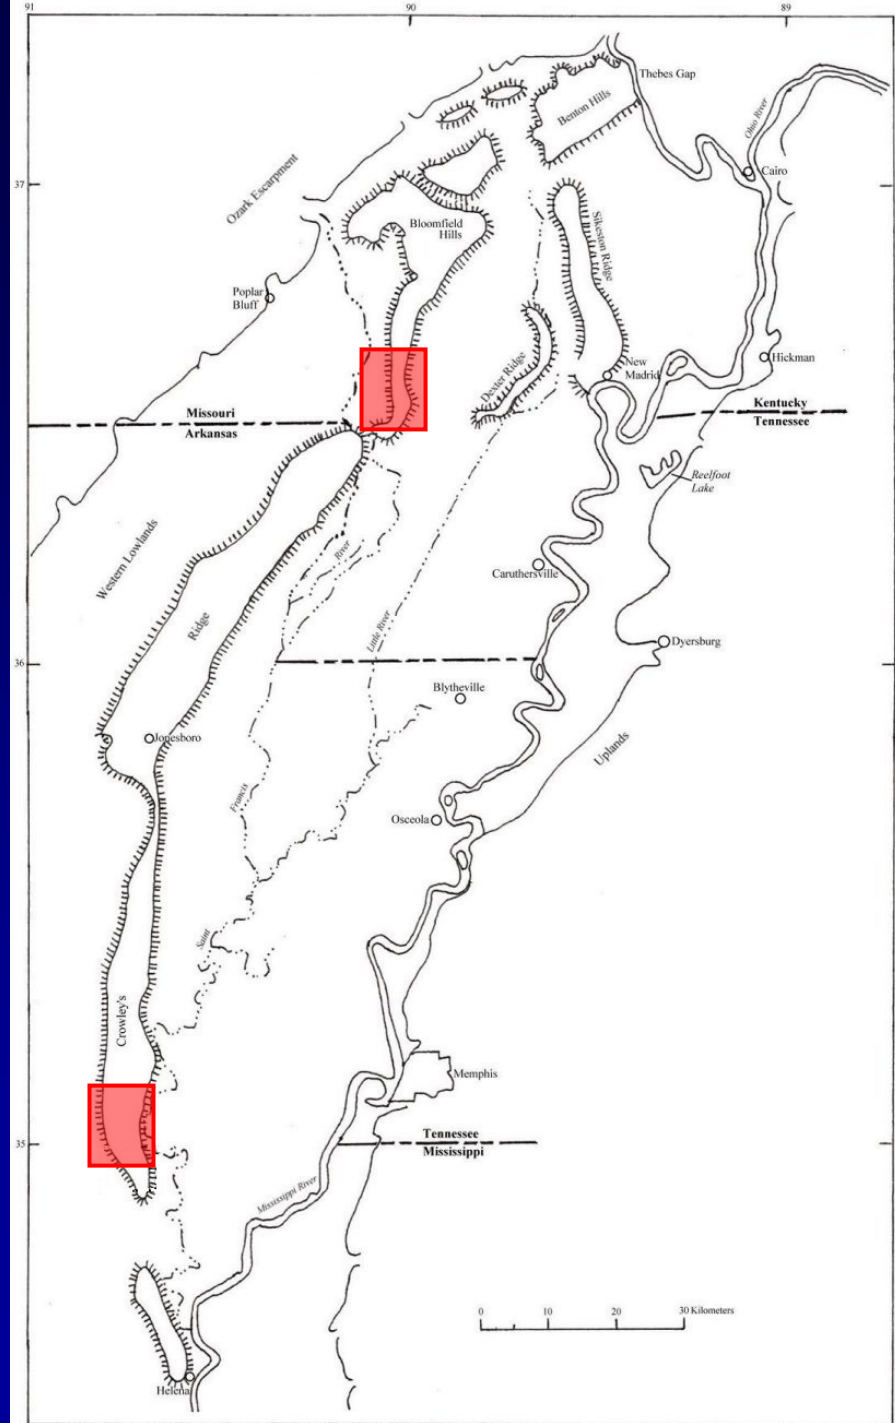 91
90
89
Thebes Gap
Benton Hills
Ohio River
Cairo
Ozark Escarpment
37
Bloomfield
Hills
Sikeston Ridge
Poplar
Bluff
Dexter Ridge
New
Madrid
Hickman
Missouri
Arkansas
Kentucky
Tennessee
Reelfoot
Lake
Western Lowlands
River
Caruthersville
Ridge
Little River
36
Dyersburg
Blytheville
Jonesboro
Uplands
Francis
Osceola
Saint
Crowley's
Memphis
35
Tennessee
Mississippi
Mississippi River
0
10
20
30 Kilometers
Helena